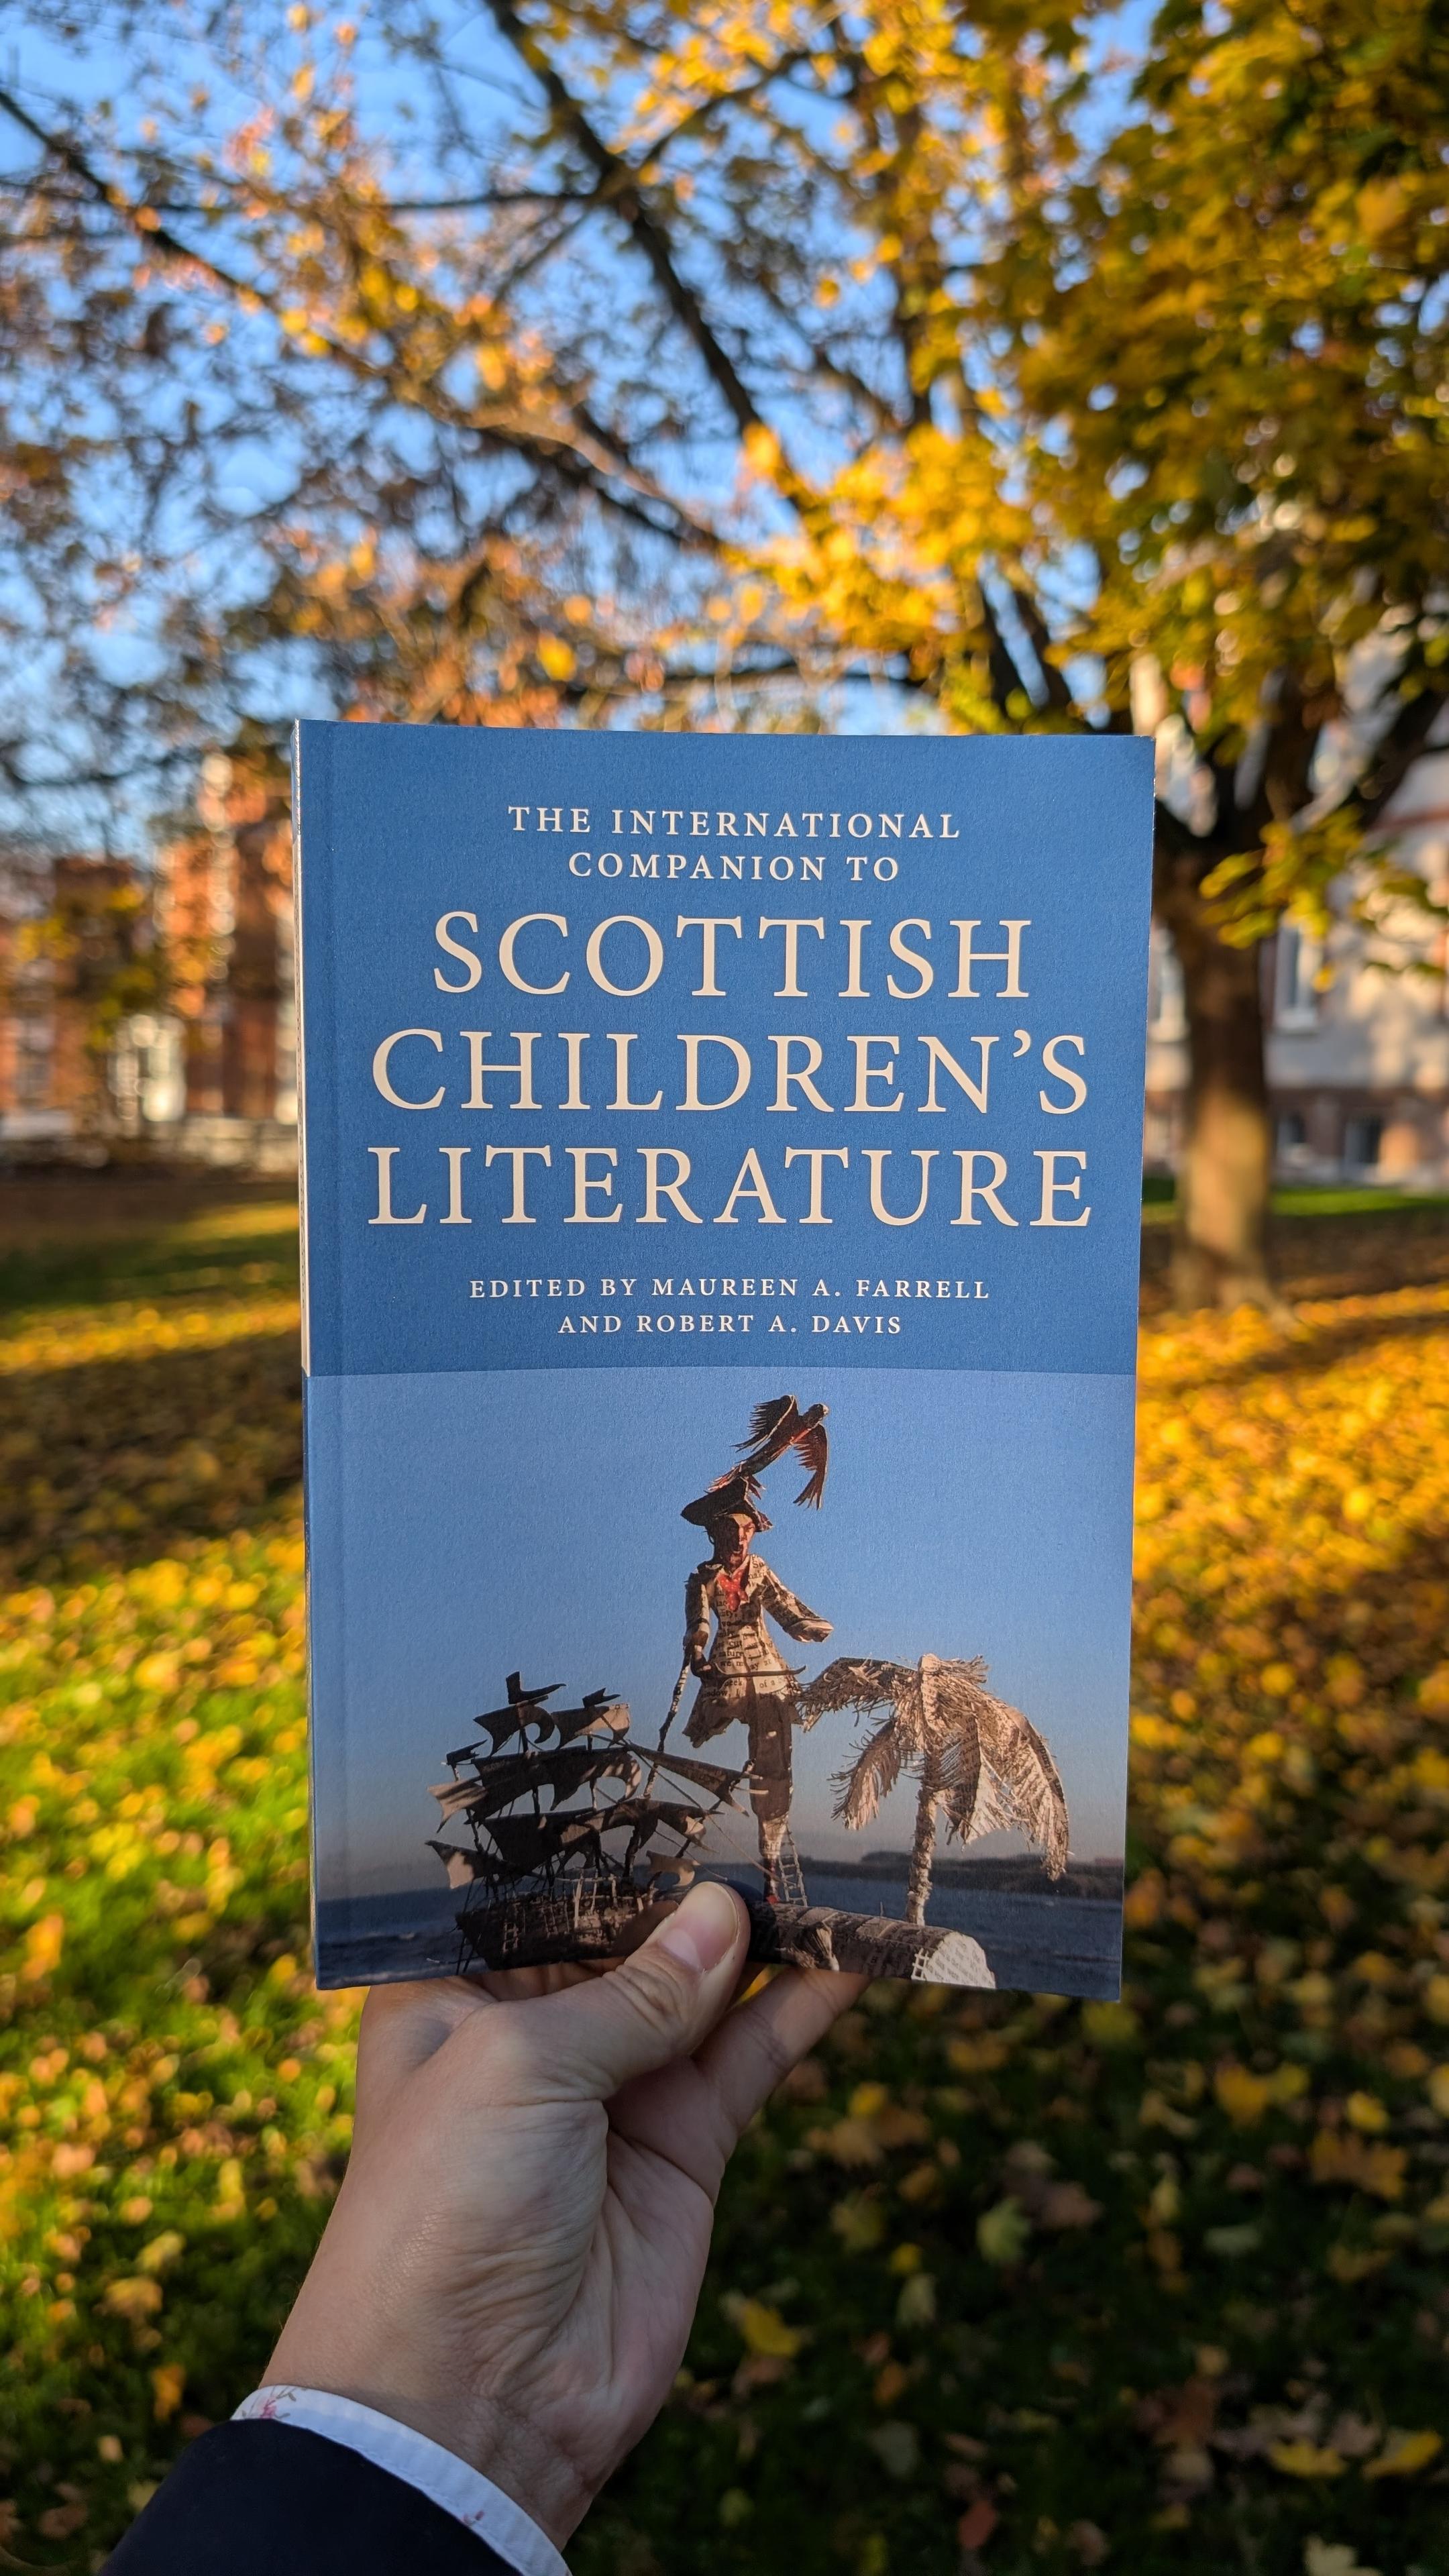 THE INTERNATIONAL
COMPANION TO
SCOTTISH
CHILDREN’S
LITERATURE
EDITED BY MAUREEN A. FARRELL
AND ROBERT A. DAVIS